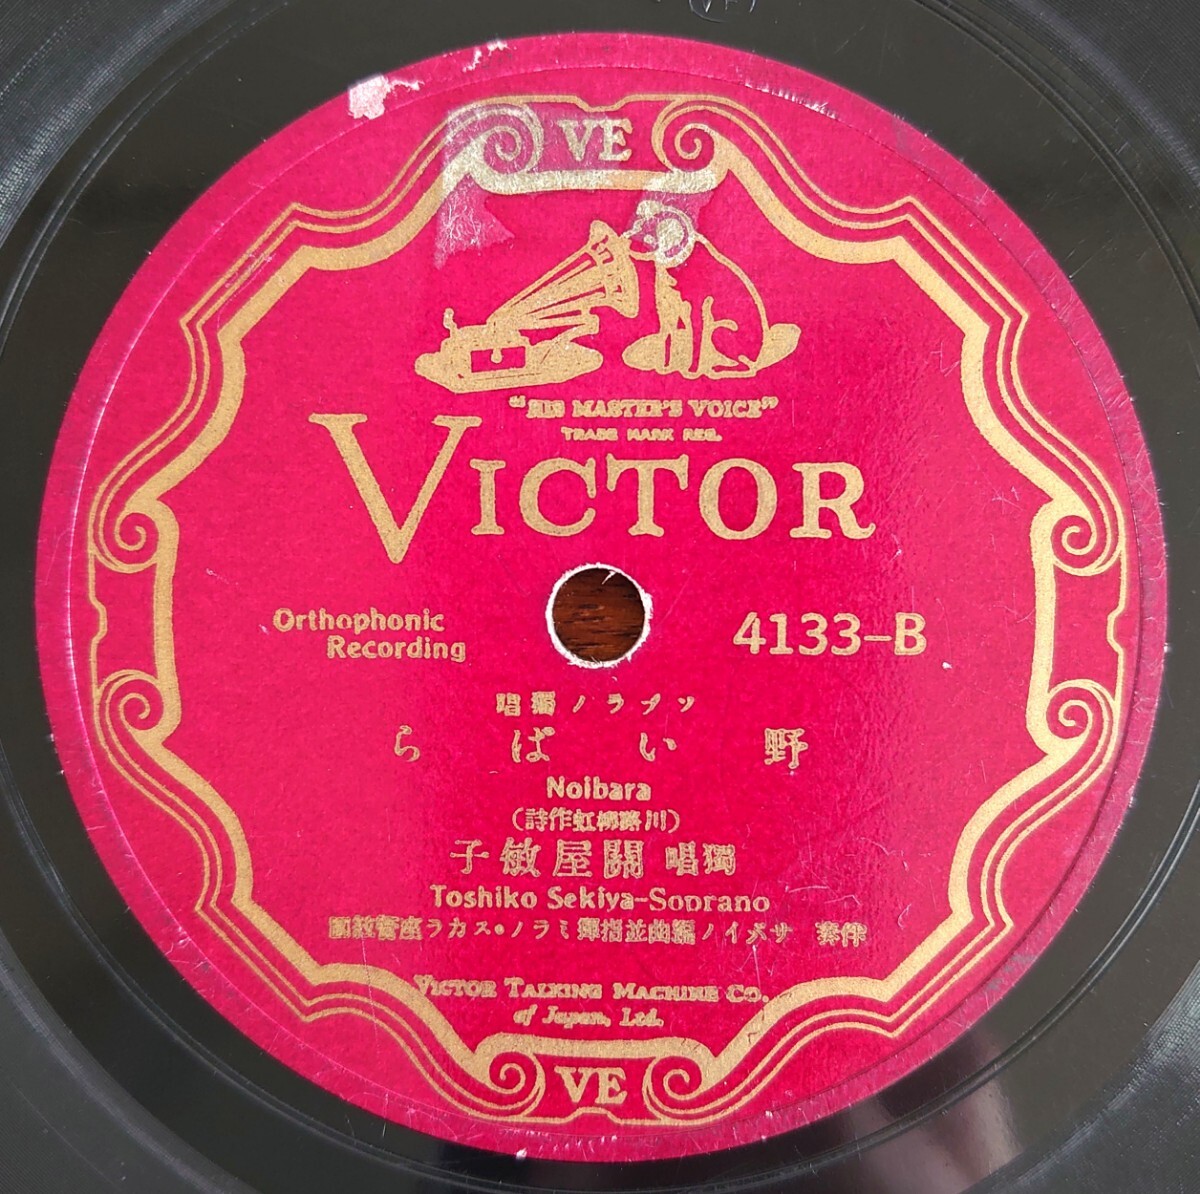 VE
"HIS MASTER'S VOICE"
TRADE MARK REG.
VICTOR
Orthophonic
Recording
4133-B
ソプラノ獨唱
野いばら
Noibara
(川路柳虹作詩)
獨唱 關屋敏子
Toshiko Sekiya-Soprano
伴奏 サバイノ編曲並指揮ミラノ・スカラ座管絃團
VICTOR TALKING MACHINE CO.
of Japan, Ltd.
VE